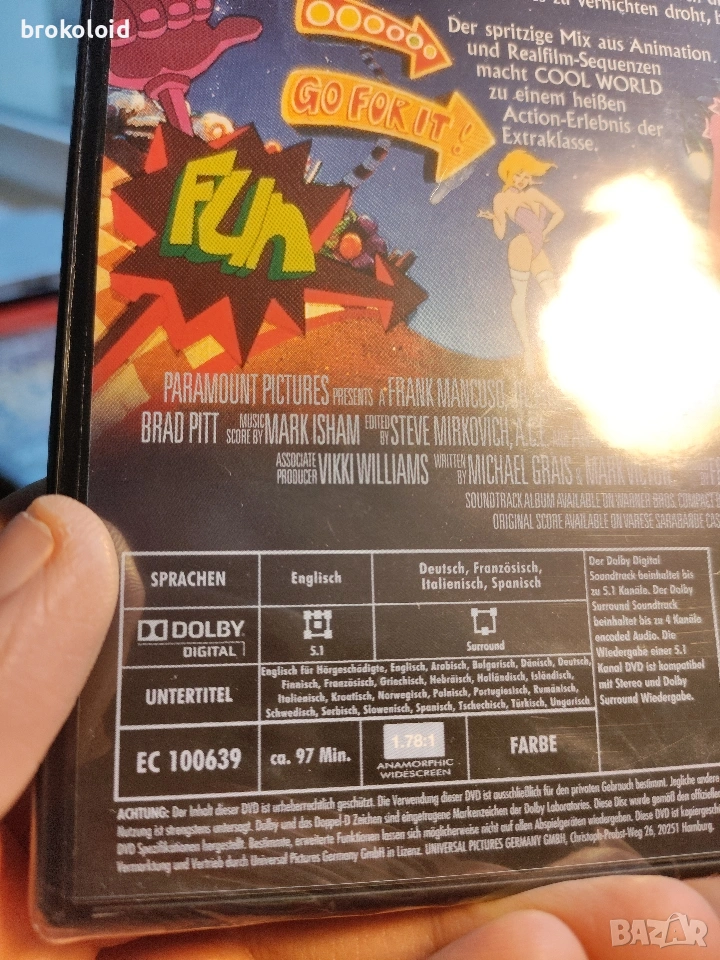 brokoloid
zu vernichten droht,
Der spritzige Mix aus Animation
und Realfilm-Sequenzen
macht COOL WORLD
zu einem heißen
Action-Erlebnis der
Extraklasse.
GO FOR IT!
FUN
PARAMOUNT PICTURES PRESENTS A FRANK MANCUSO,
BRAD PITT MUSIC SCORE BY MARK ISHAM EDITED BY STEVE MIRKOVICH, A.C.E.
ASSOCIATE PRODUCER VIKKI WILLIAMS WRITTEN BY MICHAEL GRAIS & MARK VICTOR
SOUNDTRACK ALBUM AVAILABLE ON WARNER BROS. COMPACT
ORIGINAL SCORE AVAILABLE ON VARESE SARABANDE
SPRACHEN
Englisch
Deutsch, Französisch,
Italienisch, Spanisch
DOLBY
DIGITAL
5.1
Surround
UNTERTITEL
Englisch für Hörgeschädigte, Englisch, Arabisch, Bulgarisch, Dänisch, Deutsch,
Finnisch, Französisch, Griechisch, Hebräisch, Holländisch, Isländisch,
Italienisch, Kroatisch, Norwegisch, Polnisch, Portugiesisch, Rumänisch,
Schwedisch, Serbisch, Slowenisch, Spanisch, Tschechisch, Türkisch, Ungarisch
EC 100639
ca. 97 Min.
1.78:1
ANAMORPHIC
WIDESCREEN
FARBE
Der Dolby Digital
Soundtrack beinhaltet bis
zu 5.1 Kanäle. Der Dolby
Surround Soundtrack
beinhaltet bis zu 4 Kanäle
encoded Audio. Die
Wiedergabe einer 5.1
Kanal DVD ist kompatibel
mit Stereo und Dolby
Surround Wiedergabe.
ACHTUNG: Der Inhalt dieser DVD ist urheberrechtlich geschützt. Die Verwendung dieser DVD ist ausschließlich für den privaten Gebrauch bestimmt. Jegliche andere
Nutzung ist strengstens untersagt. Dolby und das Doppel-D Zeichen sind eingetragene Markenzeichen der Dolby Laboratories. Diese Disc wurde gemäß den offiziellen
DVD Spezifikationen hergestellt. Bestimmte, erweiterte Funktionen lassen sich möglicherweise nicht auf allen Abspielgeräten wiedergeben. Diese DVD ist kopiergeschützt
Vermarktung und Vertrieb durch Universal Pictures Germany GmbH in Lizenz. UNIVERSAL PICTURES GERMANY GMBH, Christoph-Probst-Weg 26, 20251 Hamburg.
BAZAR